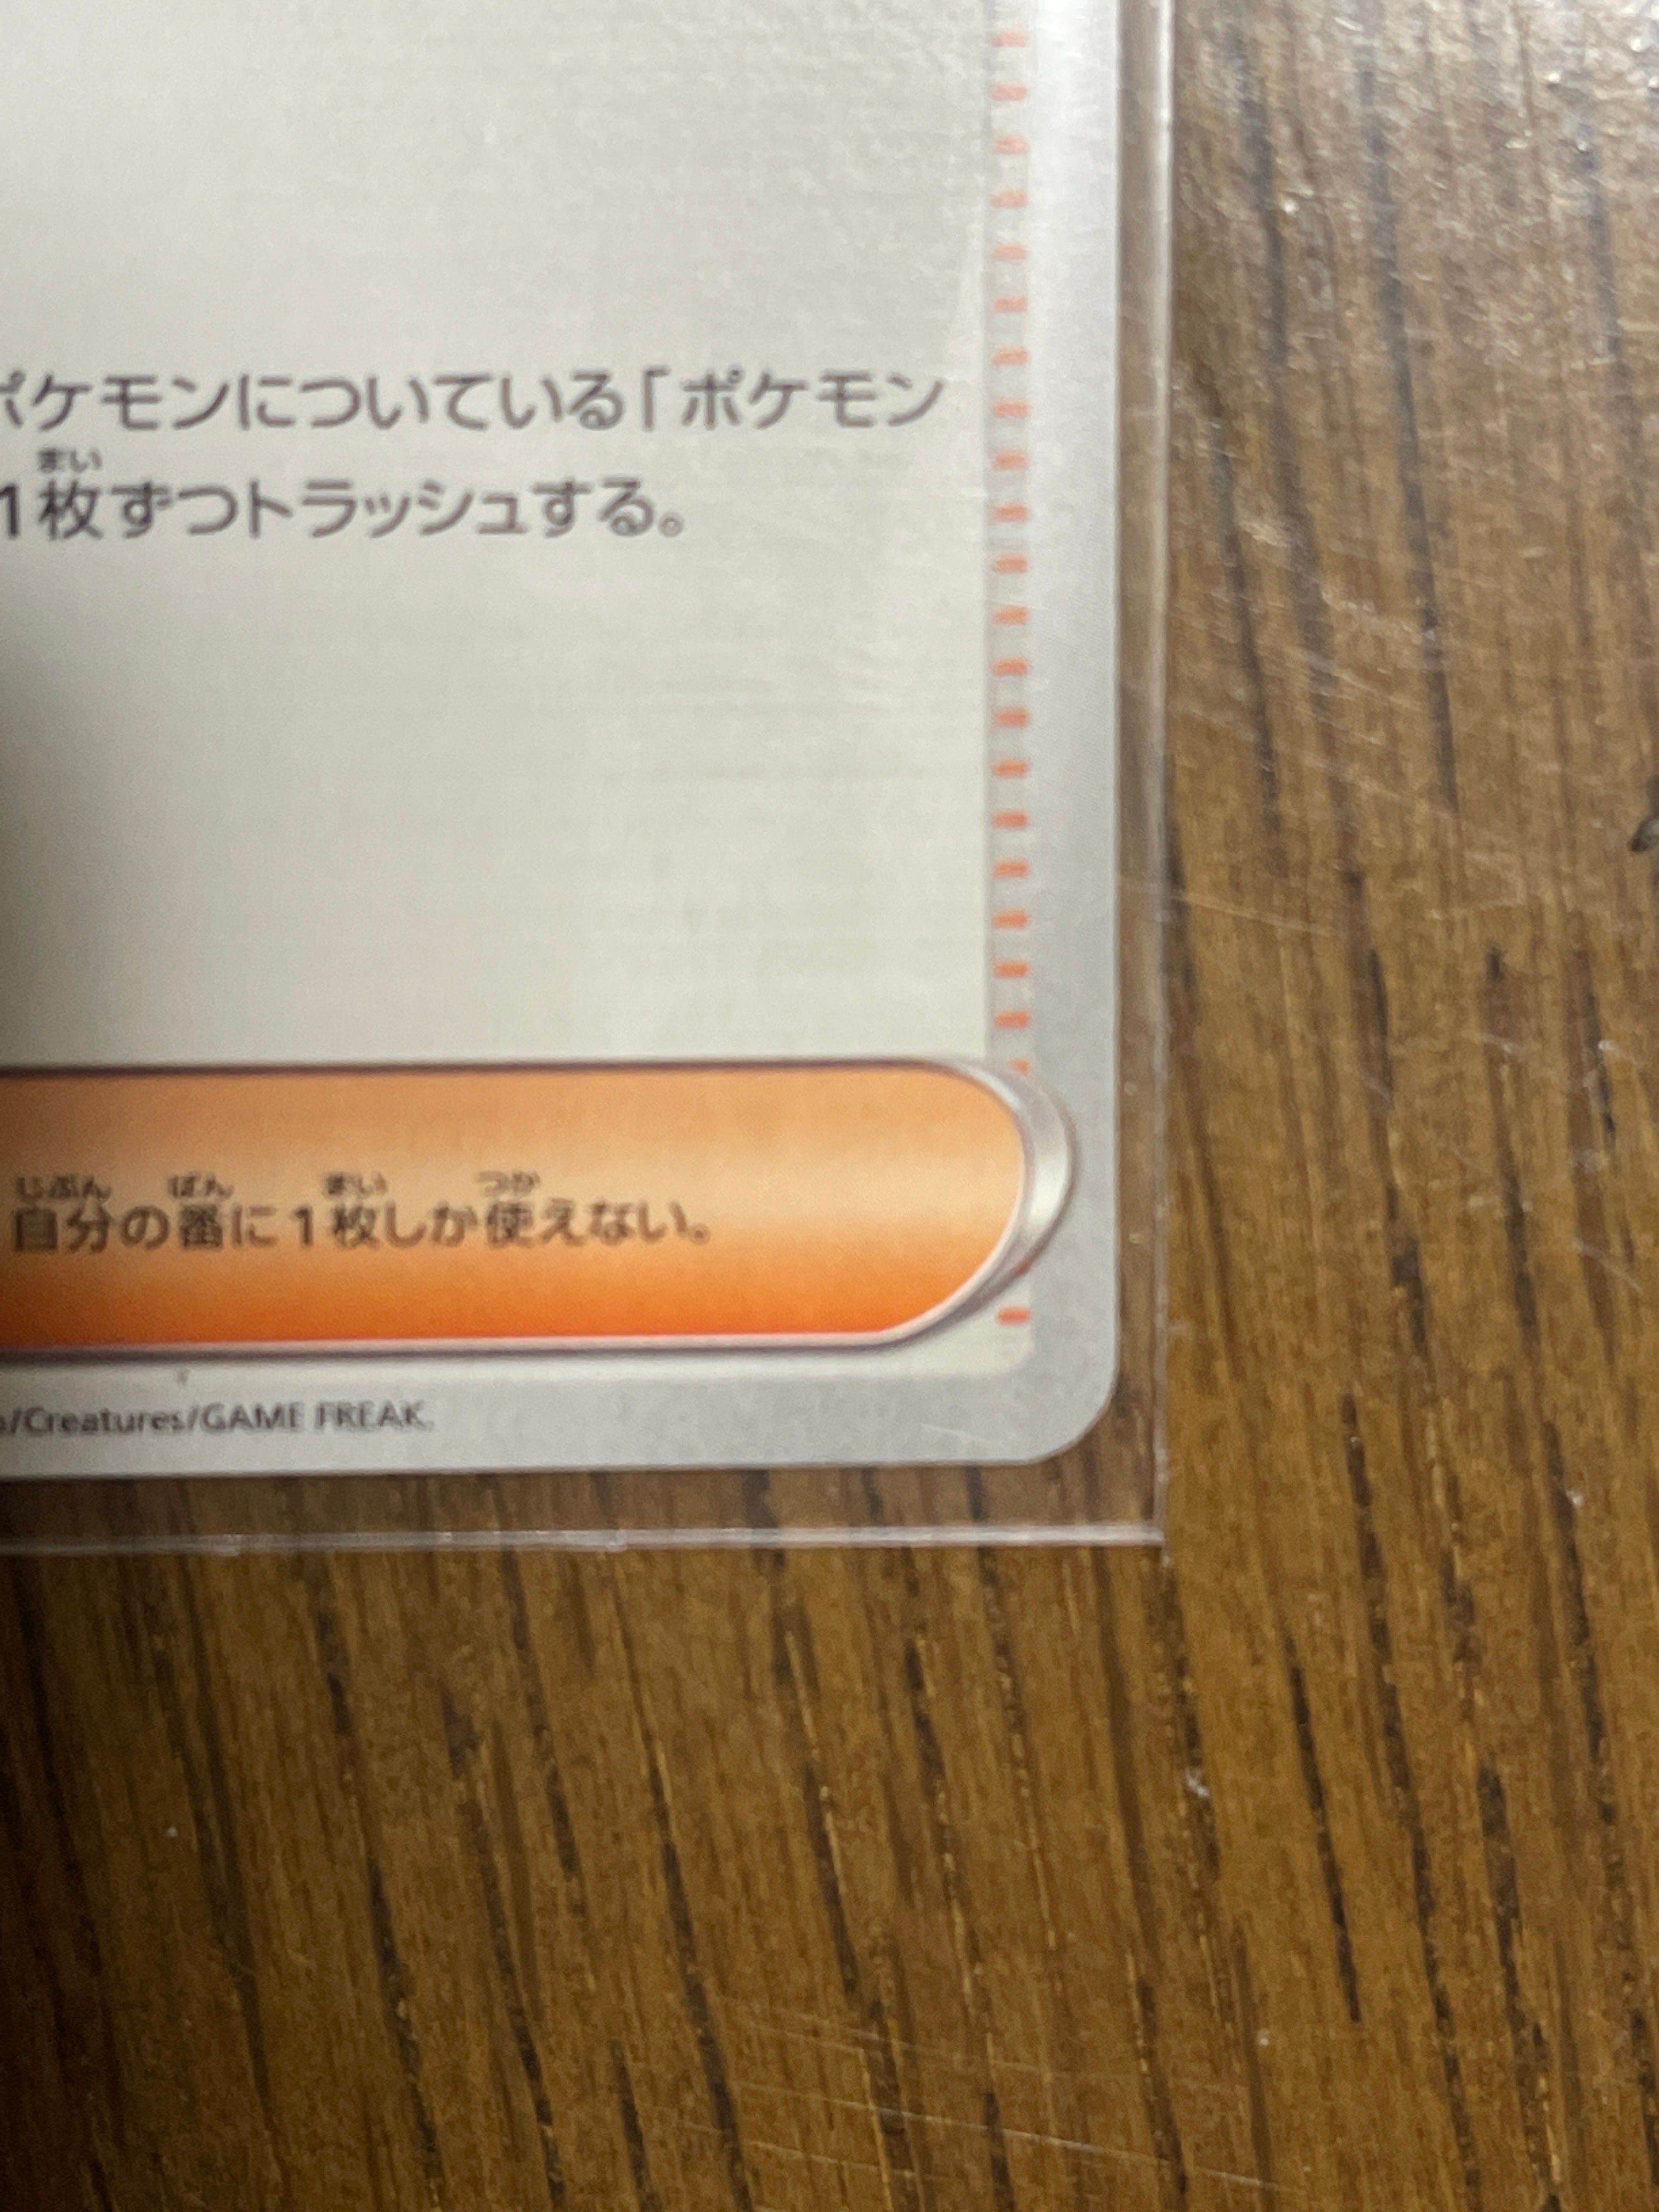 ポケモンについている「ポケモン
まい
1枚ずつトラッシュする。
じぶん ばん まい つか
自分の番に1枚しか使えない。
/Creatures/GAME FREAK.